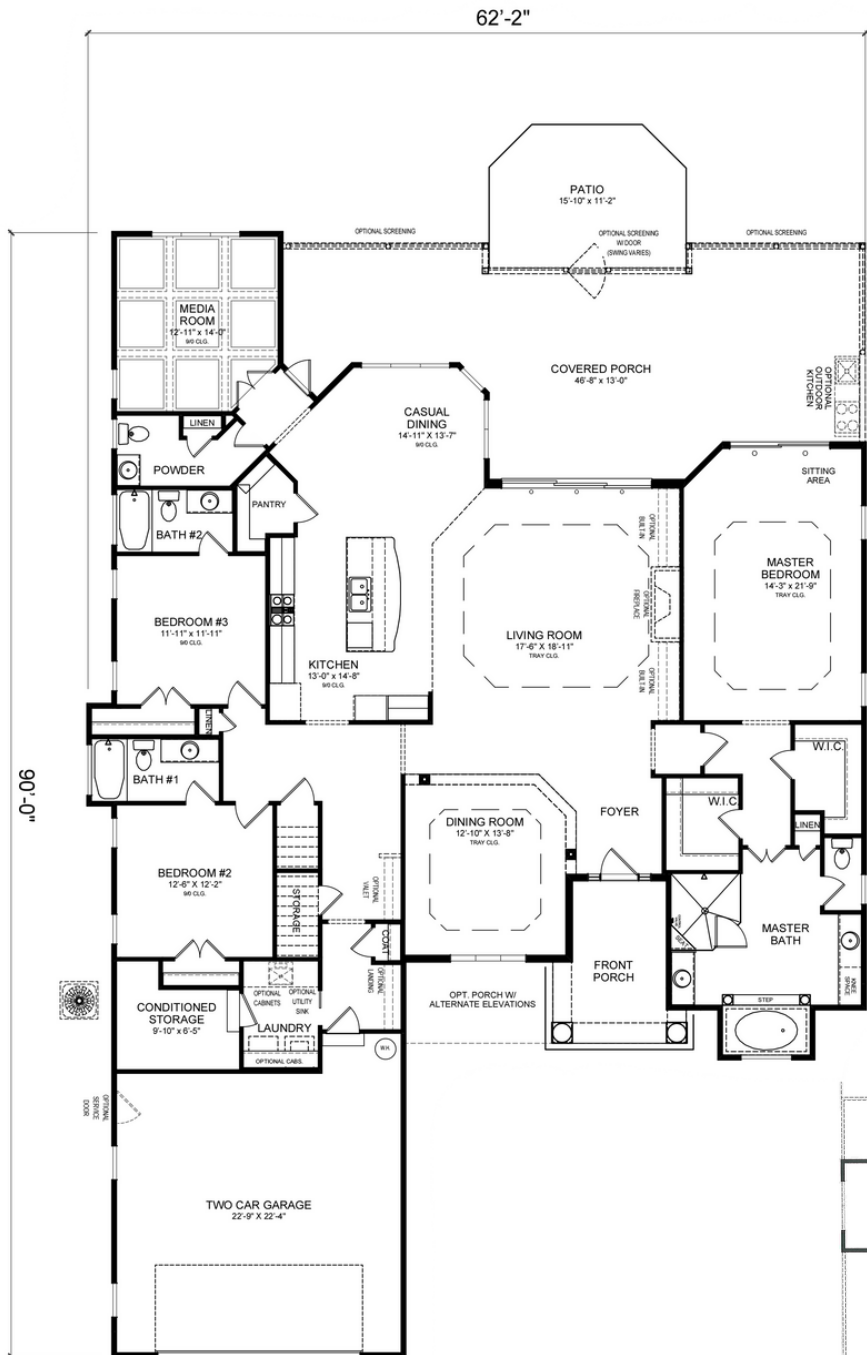 62'-2"
PATIO
15'-10" x 11'-2"
OPTIONAL SCREENING
OPTIONAL SCREENING
W/DOOR
(SWING VARIES)
OPTIONAL SCREENING
MEDIA
ROOM
12'-11" x 14'-0"
9/0 CLG.
COVERED PORCH
46'-8" x 13'-0"
OPTIONAL
OUTDOOR
KITCHEN
LINEN
POWDER
CASUAL
DINING
14'-11" X 13'-7"
9/0 CLG.
SITTING
AREA
PANTRY
BATH #2
OPTIONAL
BUILT-IN
MASTER
BEDROOM
14'-3" x 21'-9"
TRAY CLG.
BEDROOM #3
11'-11" x 11'-11"
9/0 CLG.
OPTIONAL
FIREPLACE
LIVING ROOM
17'-6" X 18'-11"
TRAY CLG.
KITCHEN
13'-0" x 14'-8"
9/0 CLG.
OPTIONAL
BUILT-IN
LINEN
BATH #1
W.I.C.
W.I.C.
90'-0"
DINING ROOM
12'-10" X 13'-8"
TRAY CLG.
FOYER
LINEN
BEDROOM #2
12'-6" X 12'-2"
9/0 CLG.
OPTIONAL
VALET
STORAGE
COAT
MASTER
BATH
SEAT
KNEE
SPACE
FRONT
PORCH
OPTIONAL
LANDING
OPTIONAL
CABINETS
OPTIONAL
UTILITY
SINK
OPT. PORCH W/
ALTERNATE ELEVATIONS
STEP
CONDITIONED
STORAGE
9'-10" x 6'-5"
LAUNDRY
W.H.
OPTIONAL CABS.
OPTIONAL
SERVICE
DOOR
TWO CAR GARAGE
22'-9" X 22'-4"